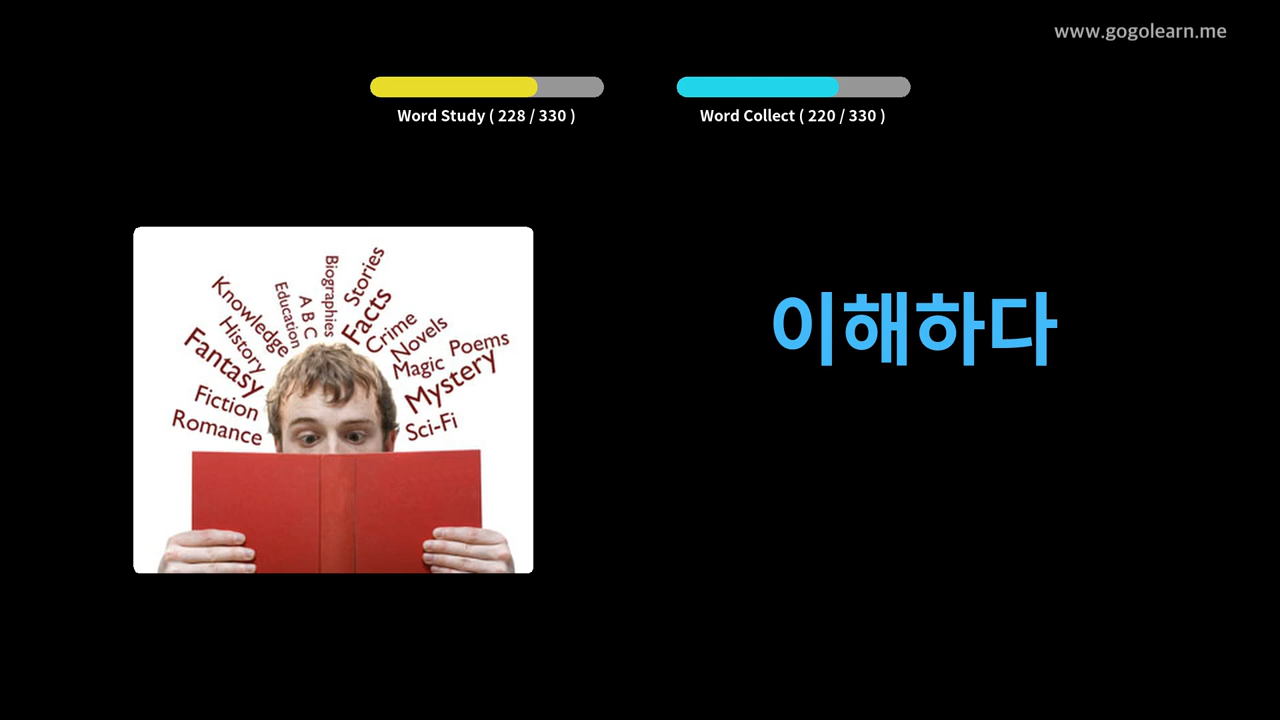 www.gogolearn.me
Word Study ( 228 / 330 )
Word Collect ( 220 / 330 )
Biographies
Stories
Education
A B C
Facts
Knowledge
Crime
History
Novels
Fantasy
Magic
Poems
Mystery
Fiction
Romance
Sci-Fi
이해하다